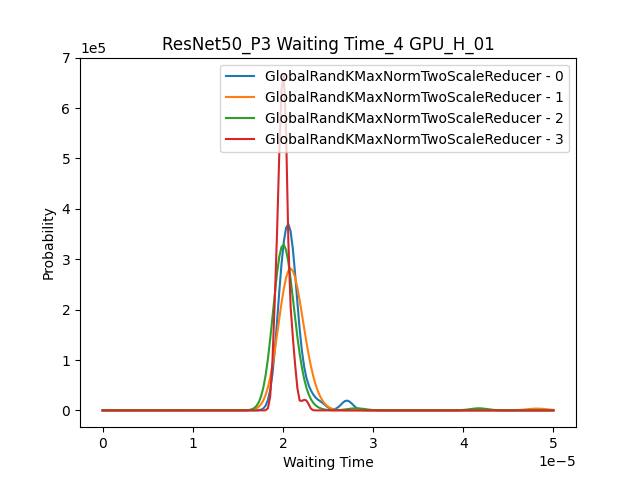 ResNet50_P3 Waiting Time_4 GPU_H_01
1e5
GlobalRandKMaxNormTwoScaleReducer - 0
GlobalRandKMaxNormTwoScaleReducer - 1
GlobalRandKMaxNormTwoScaleReducer - 2
GlobalRandKMaxNormTwoScaleReducer - 3
Probability
7
6
5
4
3
2
1
0
0 1 2 3 4 5
Waiting Time
1e−5